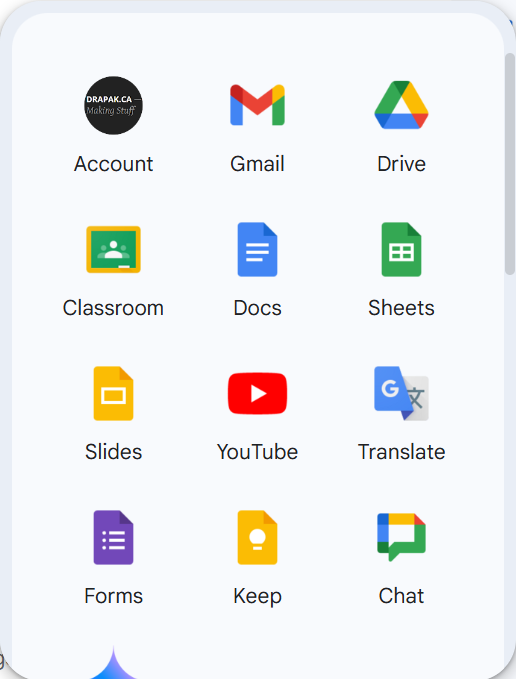 DRAPAK.CA —
Making Stuff
Account
Gmail
Drive
Classroom
Docs
Sheets
Slides
YouTube
G 文
Translate
Forms
Keep
Chat